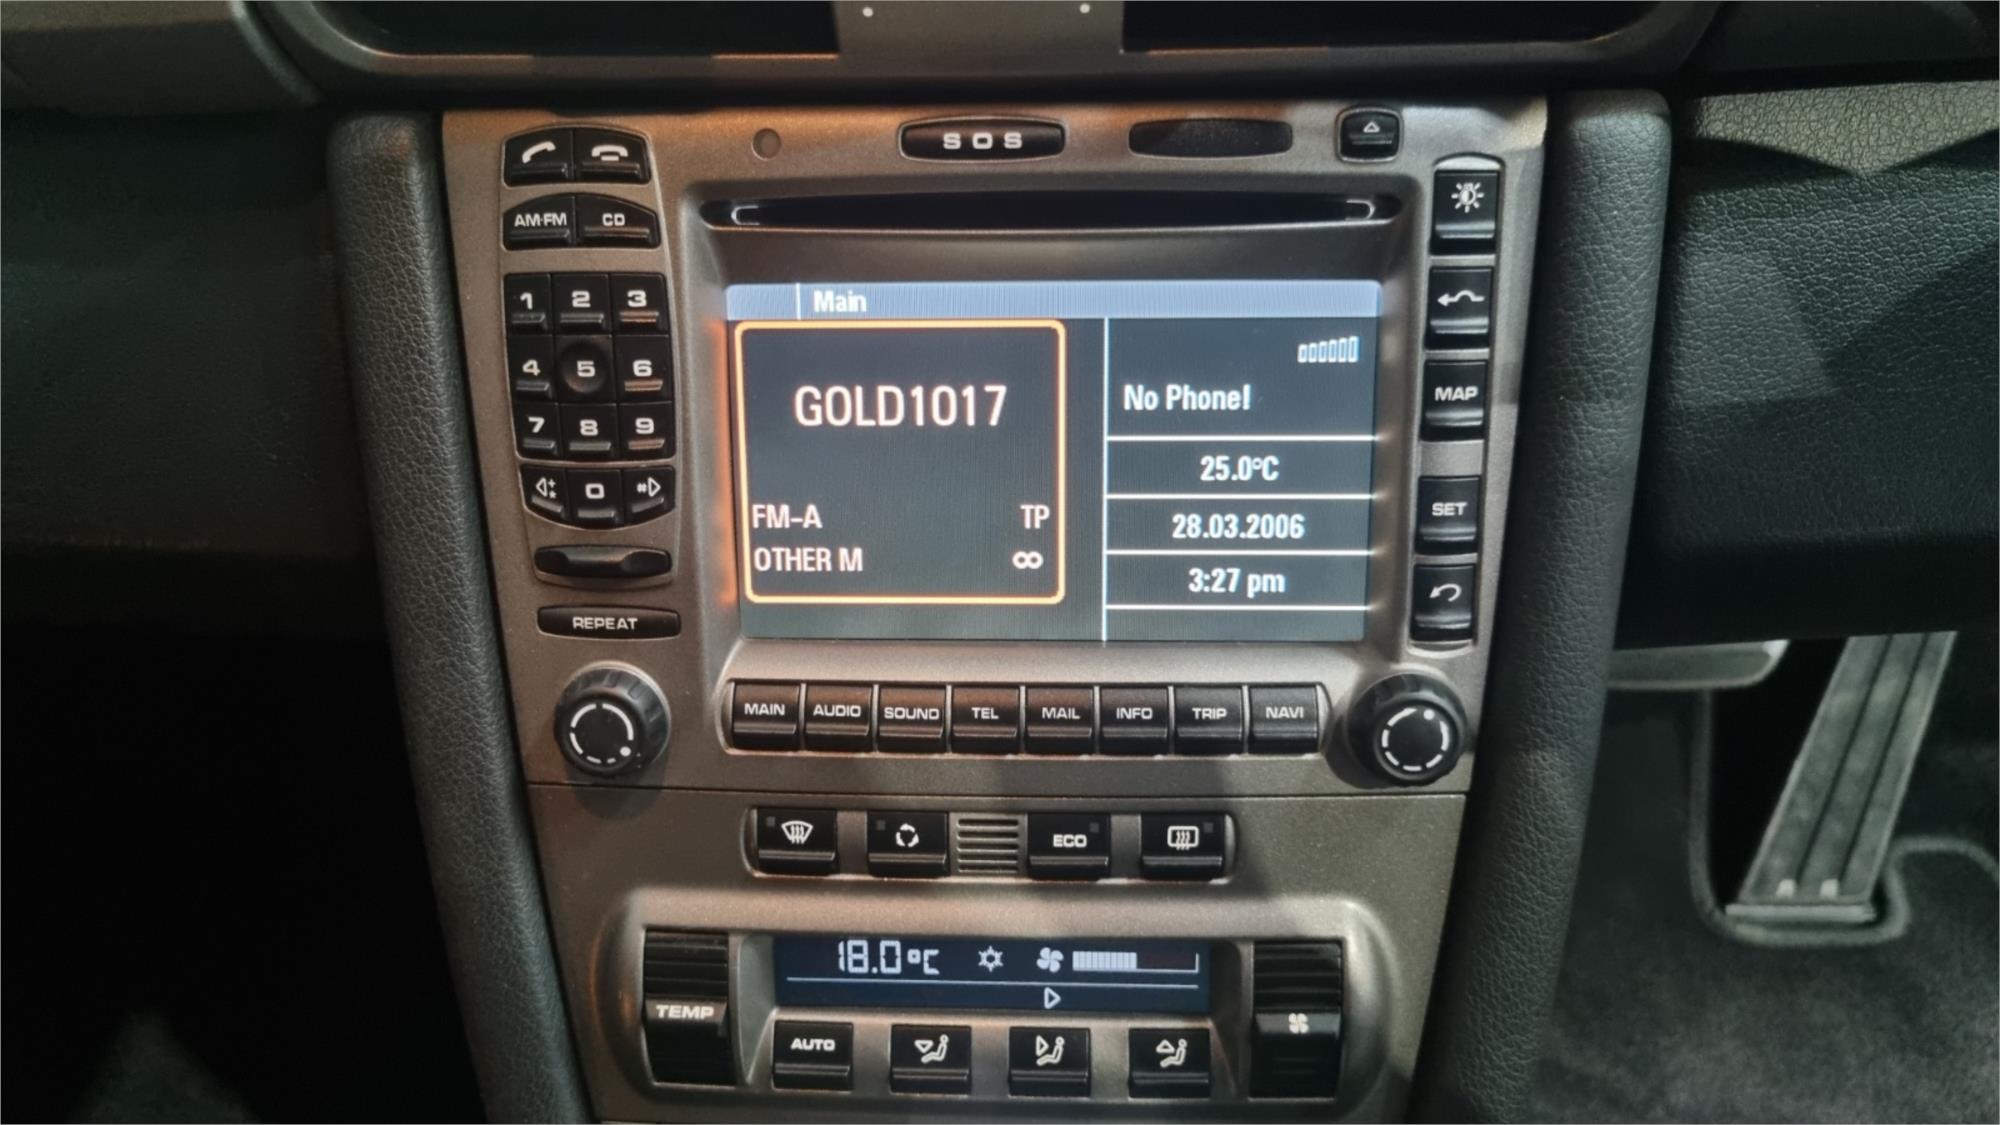 SOS
AM·FM CD
1 2 3
4 5 6
7 8 9
* 0 #
REPEAT
Main
GOLD1017
FM-A TP
OTHER M
No Phone!
25.0°C
28.03.2006
3:27 pm
MAP
SET
MAIN AUDIO SOUND TEL MAIL INFO TRIP NAVI
ECO
18.0°C
TEMP
AUTO